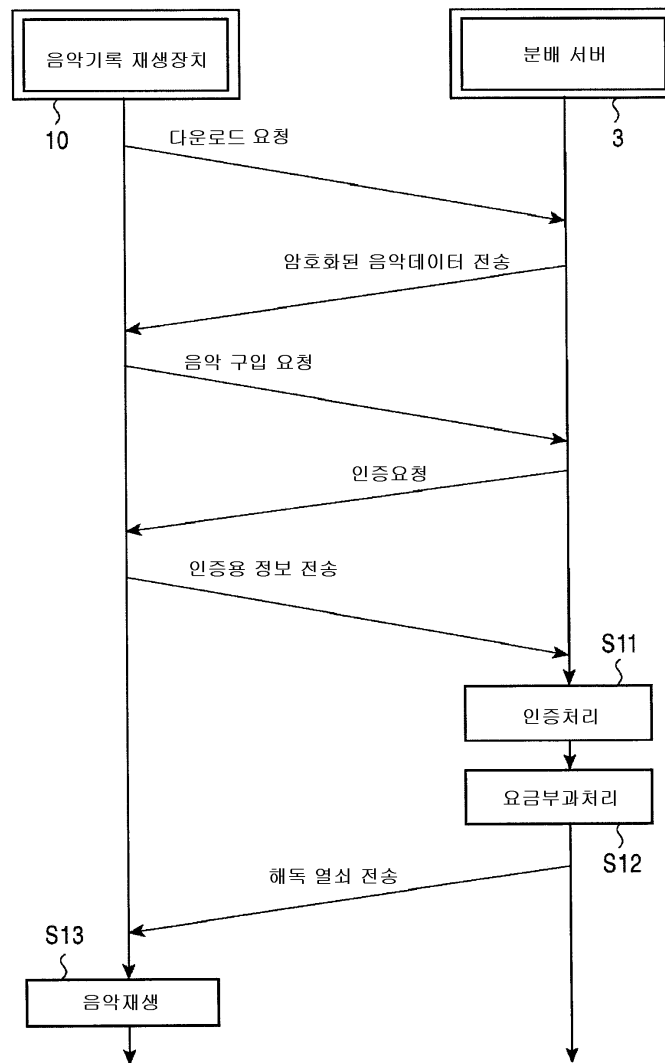 음악기록 재생장치
분배 서버
10
3
다운로드 요청
암호화된 음악데이터 전송
음악 구입 요청
인증요청
인증용 정보 전송
S11
인증처리
요금부과처리
S12
해독 열쇠 전송
S13
음악재생